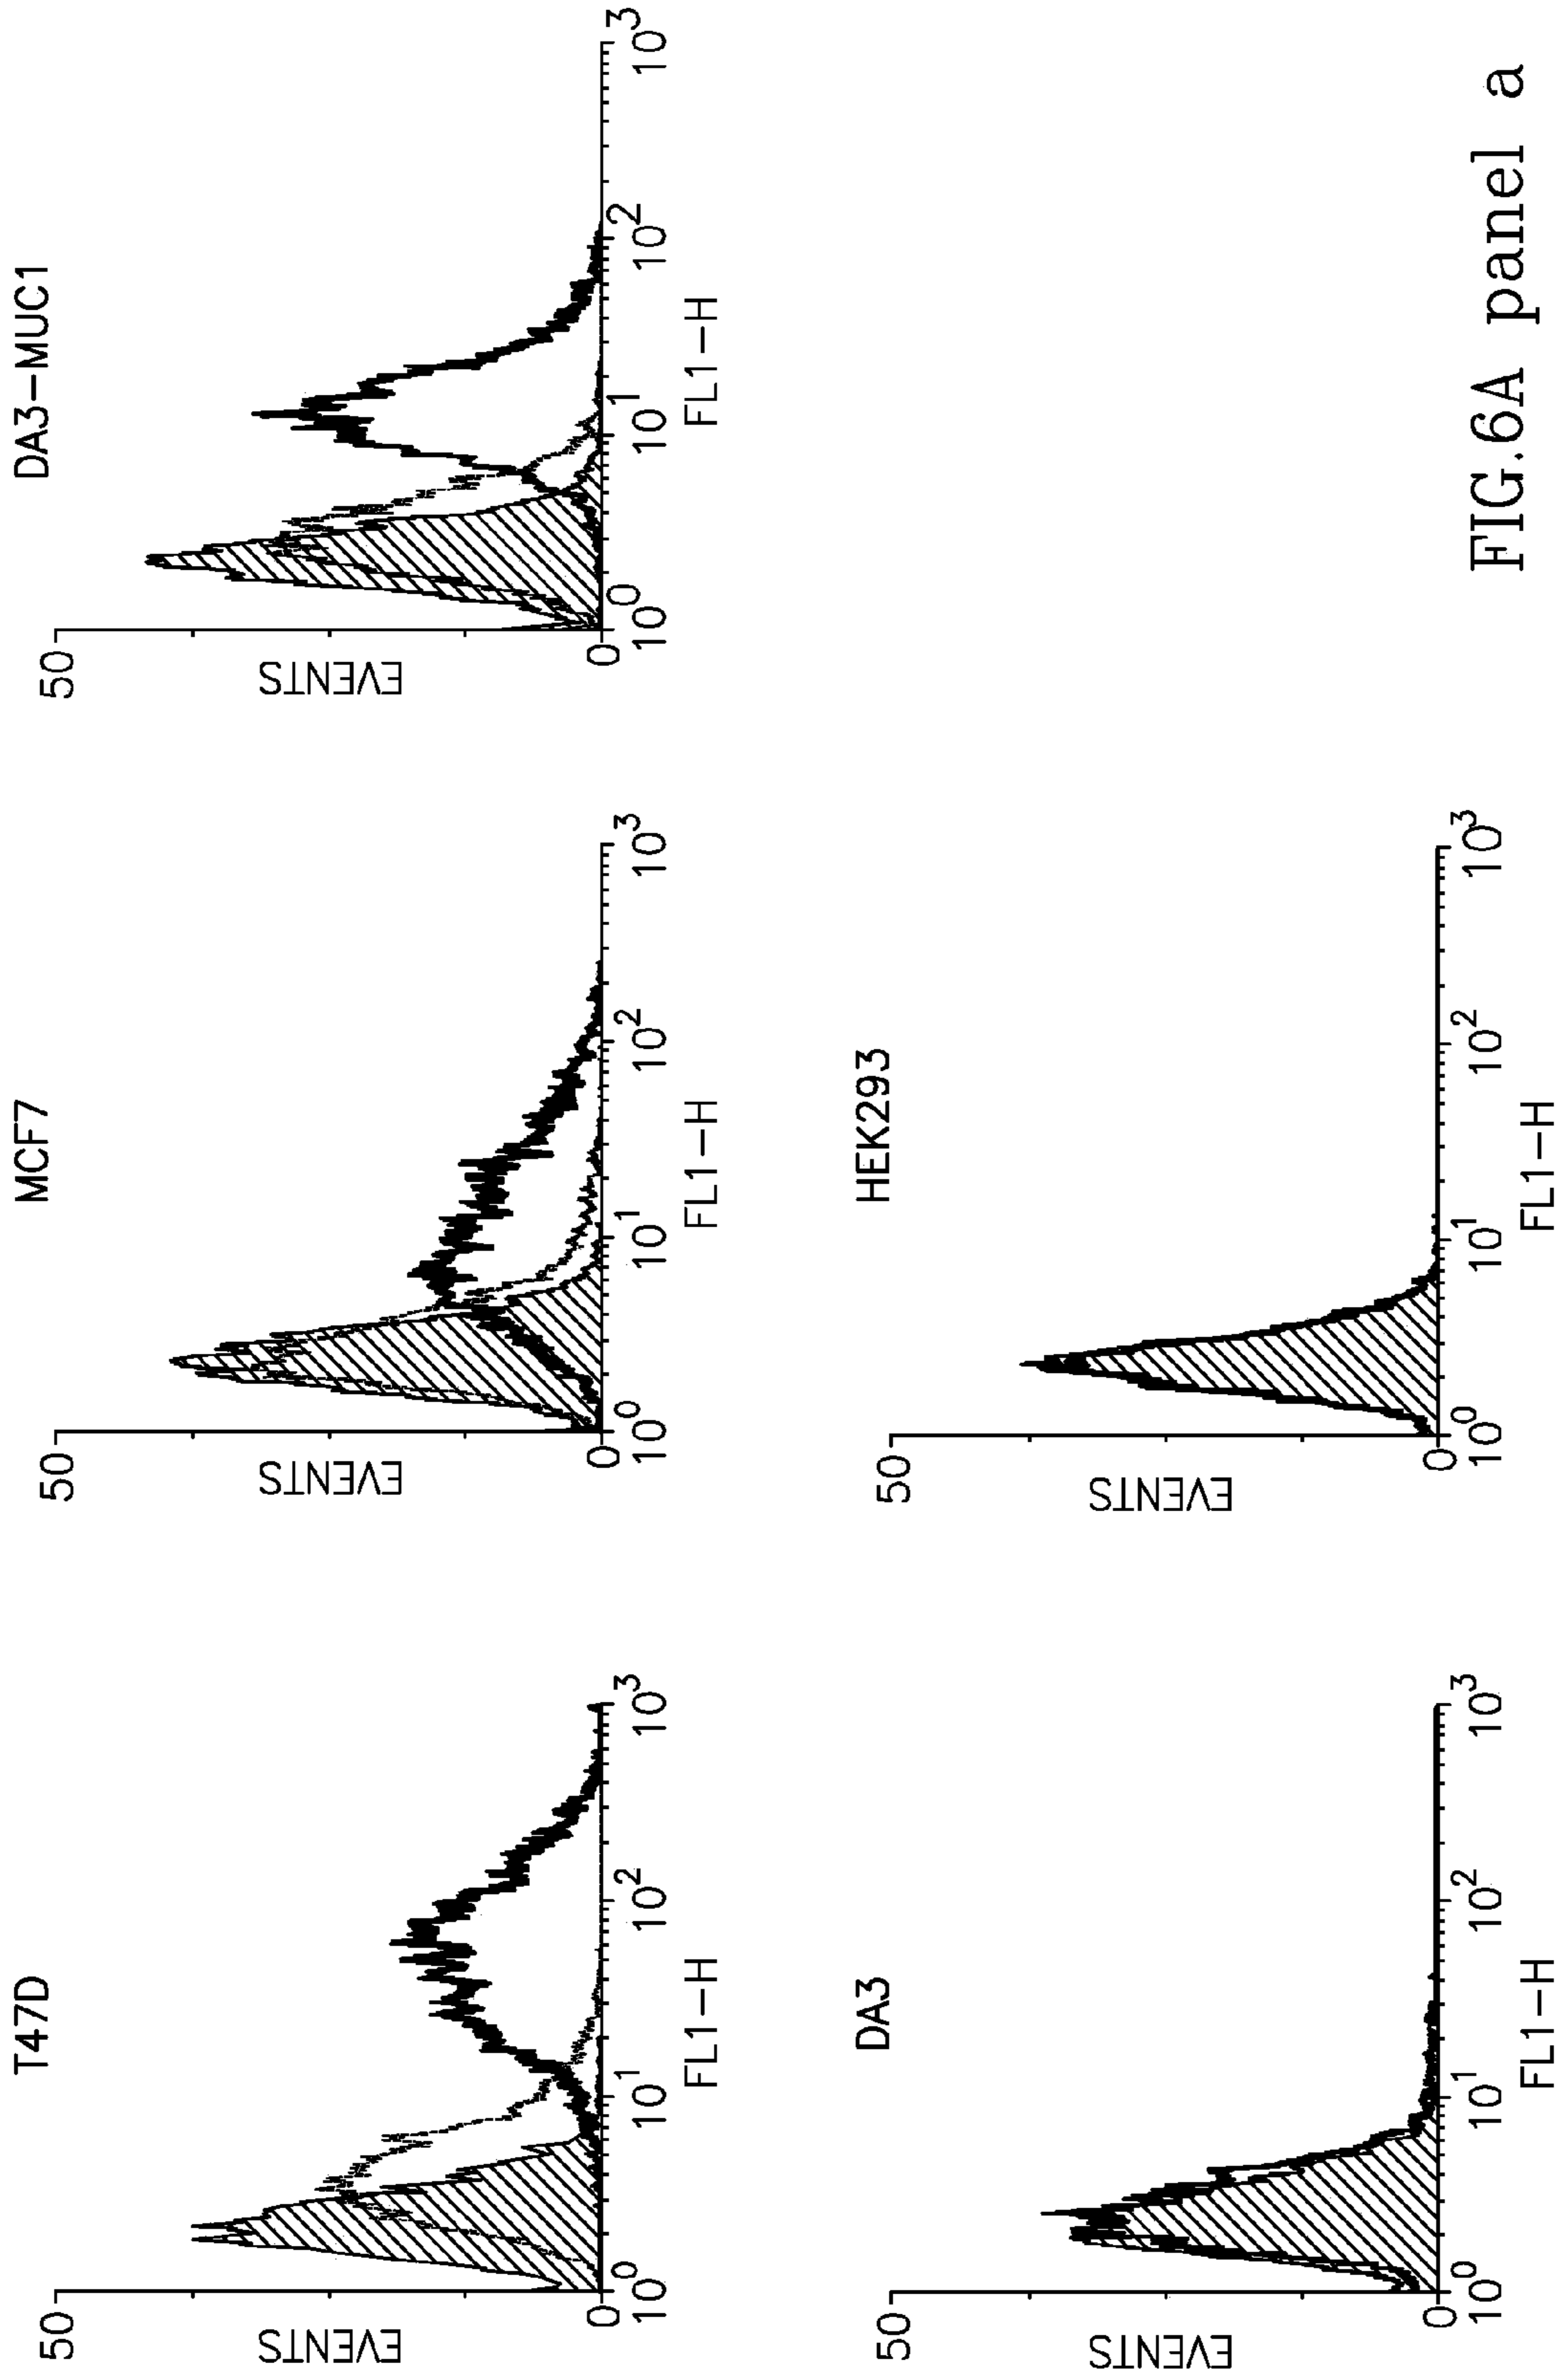 T47D
50
EVENTS
0
10^0 10^1 10^2 10^3
FL1-H
MCF7
50
EVENTS
0
10^0 10^1 10^2 10^3
FL1-H
DA3-MUC1
50
EVENTS
0
10^0 10^1 10^2 10^3
FL1-H
DA3
50
EVENTS
0
10^0 10^1 10^2 10^3
FL1-H
HEK293
50
EVENTS
0
10^0 10^1 10^2 10^3
FL1-H
FIG.6A panel a